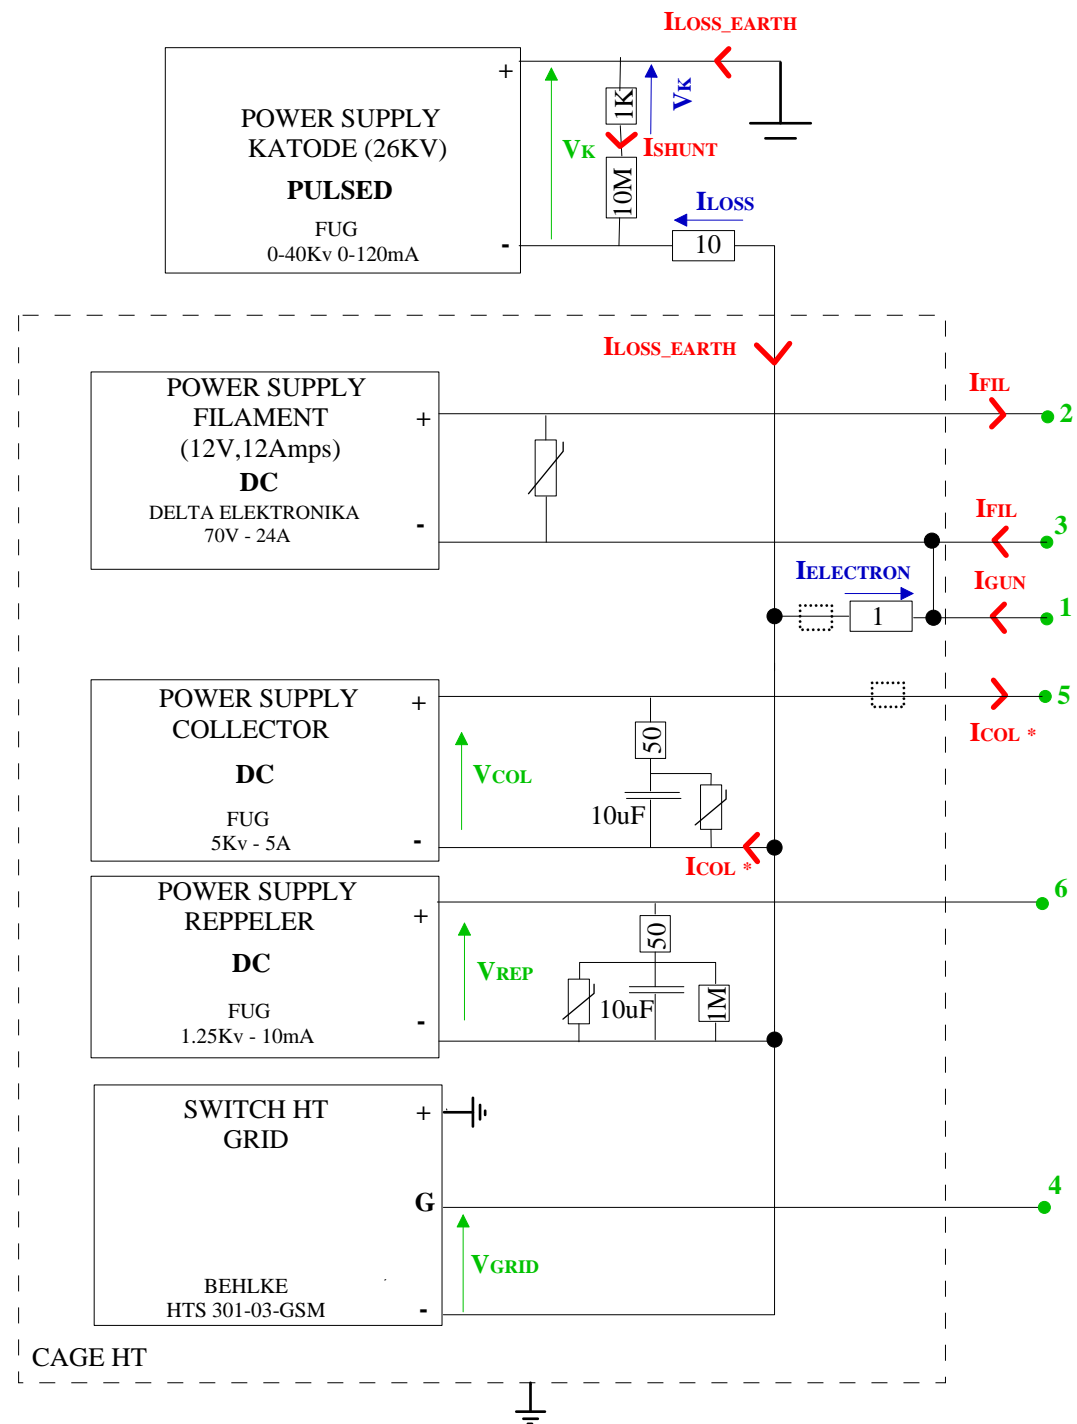 ILOSS_EARTH
+
POWER SUPPLY
KATODE (26KV)
PULSED
FUG
0-40Kv 0-120mA
-
VK
1K
VK
ISHUNT
10M
ILOSS
10
ILOSS_EARTH
POWER SUPPLY
FILAMENT
(12V,12Amps)
DC
DELTA ELEKTRONIKA
70V - 24A
+
-
IFIL
2
IFIL
3
IELECTRON
1
IGUN
1
POWER SUPPLY
COLLECTOR
DC
FUG
5Kv - 5A
+
-
VCOL
50
10uF
ICOL *
5
ICOL *
POWER SUPPLY
REPPELER
DC
FUG
1.25Kv - 10mA
+
-
VREP
50
10uF
1M
6
SWITCH HT
GRID
+
G
BEHLKE
HTS 301-03-GSM
-
VGRID
4
CAGE HT